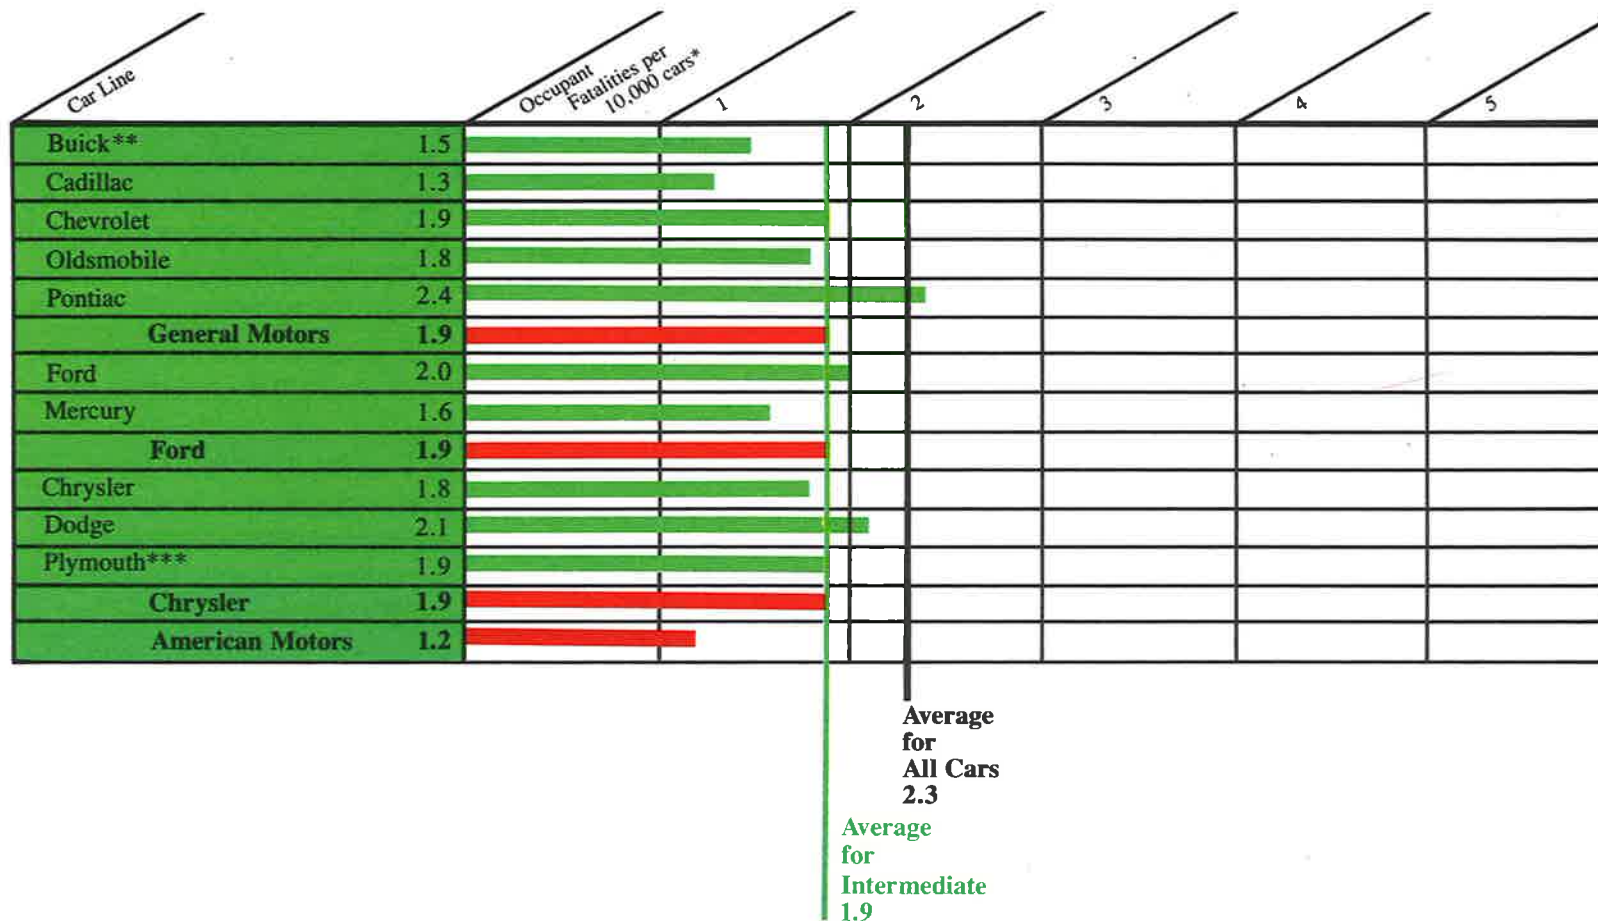 Car Line
Occupant
Fatalities per
10,000 cars*
1
2
3
4
5
Buick** 1.5
Cadillac 1.3
Chevrolet 1.9
Oldsmobile 1.8
Pontiac 2.4
General Motors 1.9
Ford 2.0
Mercury 1.6
Ford 1.9
Chrysler 1.8
Dodge 2.1
Plymouth*** 1.9
Chrysler 1.9
American Motors 1.2
Average
for
All Cars
2.3
Average
for
Intermediate
1.9